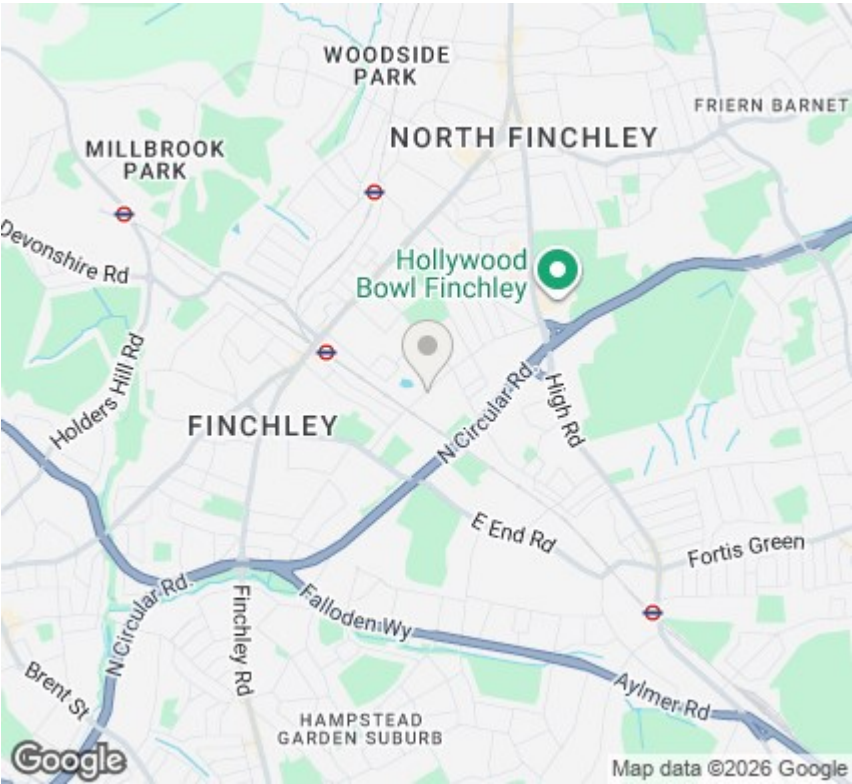 WOODSIDE
PARK
FRIERN BARNET
NORTH FINCHLEY
MILLBROOK
PARK
Devonshire Rd
Hollywood
Bowl Finchley
Holders Hill Rd
FINCHLEY
N Circular Rd.
High Rd
E End Rd
Fortis Green
N Circular Rd.
Finchley Rd
Falloden Wy
Brent St
Aylmer Rd
HAMPSTEAD
GARDEN SUBURB
Google
Map data ©2026 Google